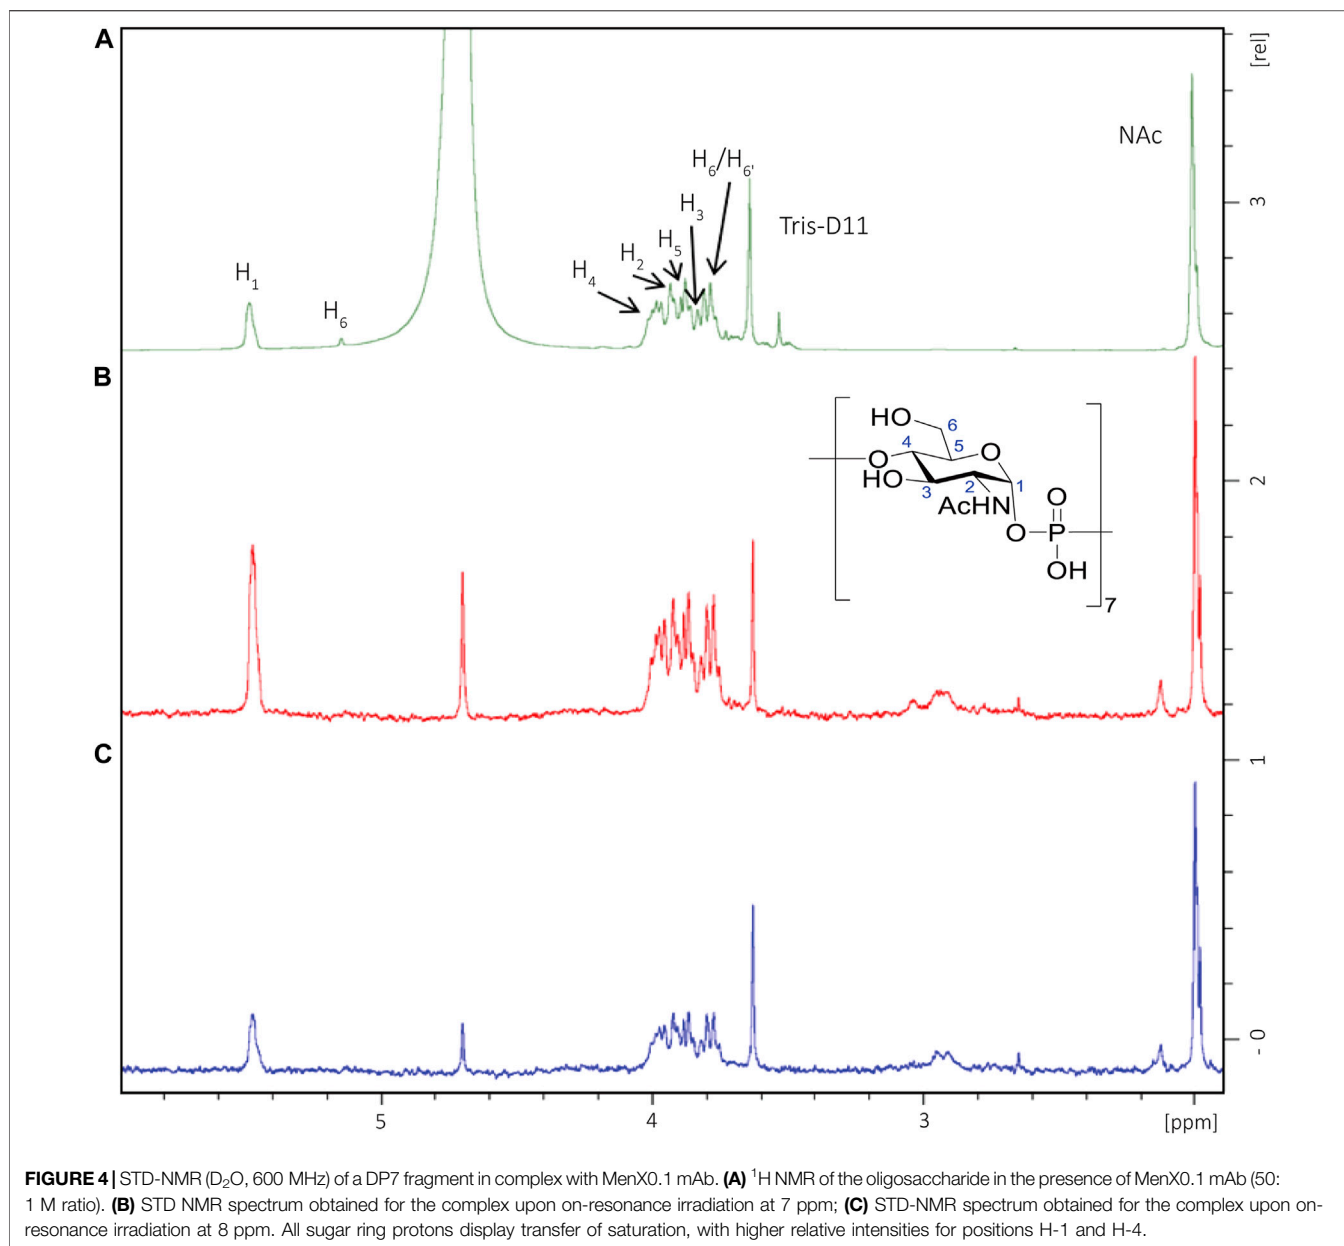 A
[rel]
NAc
H6/H6'
3
H3
Tris-D11
H5
H2
H4
H1
H6
B
HO
6
4
5
O
O
2
HO
3
2
1
AcHN
O
O
P
OH
7
C
1
- 0
5
4
3
[ppm]
FIGURE 4 | STD-NMR (D₂O, 600 MHz) of a DP7 fragment in complex with MenX0.1 mAb. (A) ¹H NMR of the oligosaccharide in the presence of MenX0.1 mAb (50:
1 M ratio). (B) STD NMR spectrum obtained for the complex upon on-resonance irradiation at 7 ppm; (C) STD-NMR spectrum obtained for the complex upon on-
resonance irradiation at 8 ppm. All sugar ring protons display transfer of saturation, with higher relative intensities for positions H-1 and H-4.